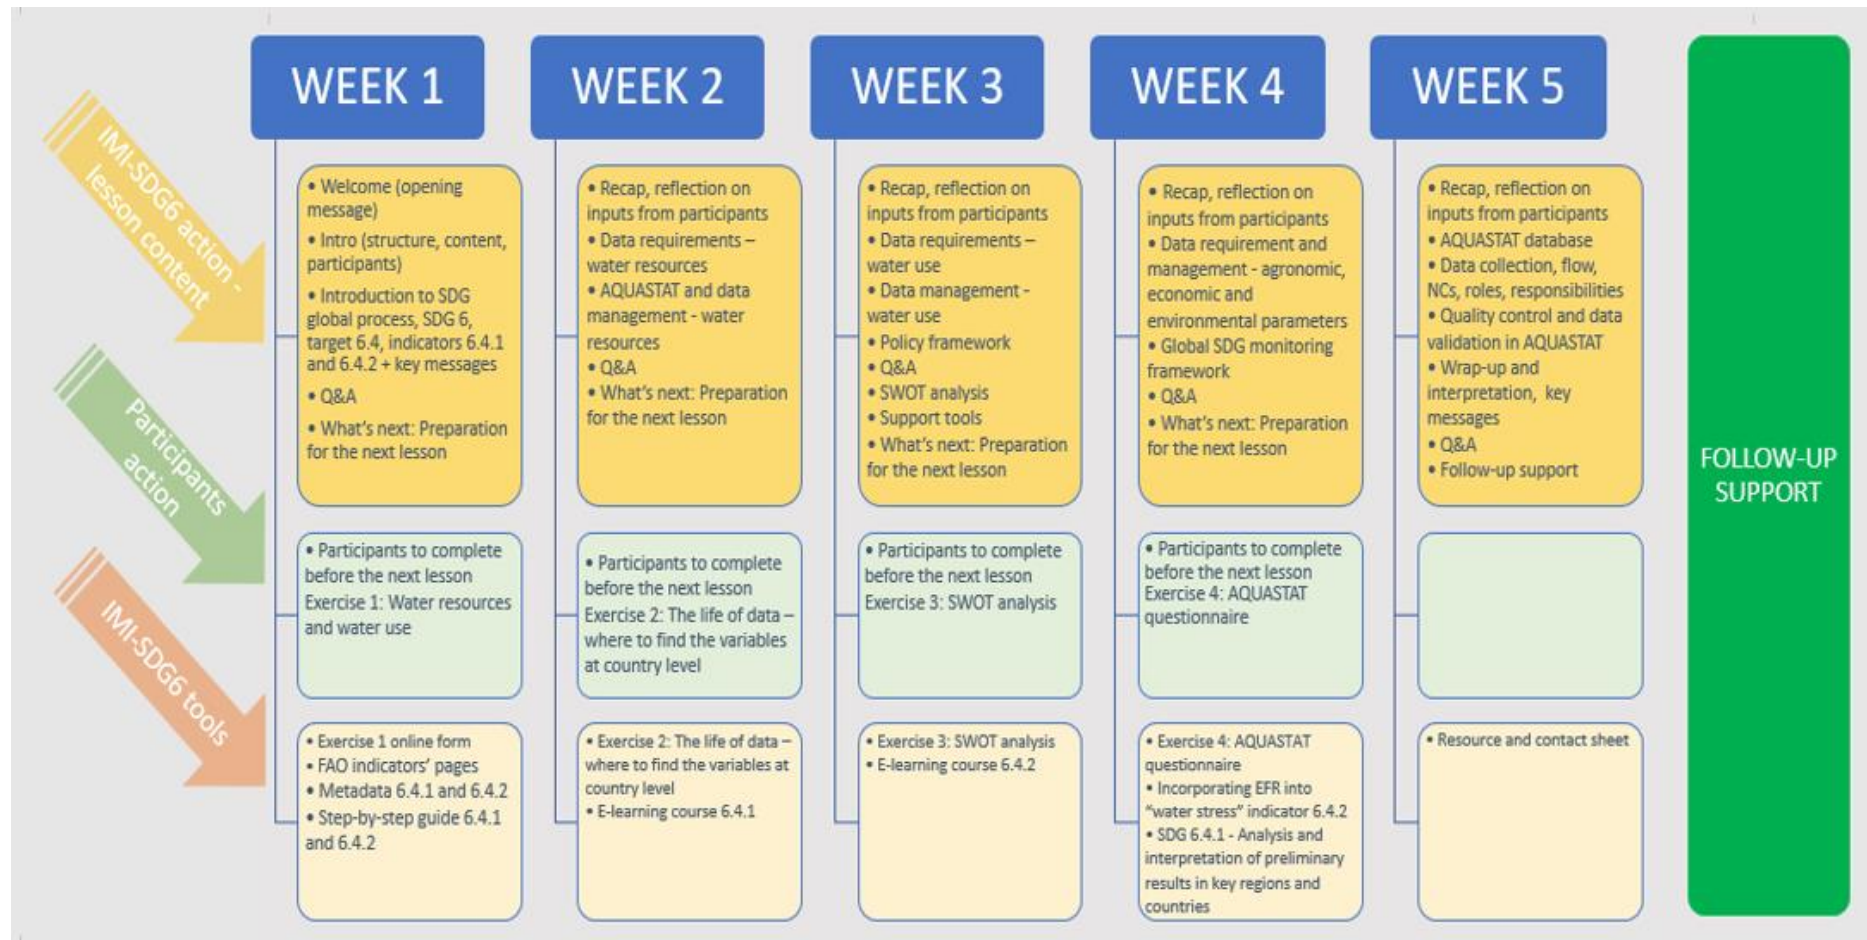 WEEK 1
WEEK 2
WEEK 3
WEEK 4
WEEK 5
IMI-SDG6 action -
lesson content
• Welcome (opening
message)
• Intro (structure, content,
participants)
• Introduction to SDG
global process, SDG 6,
target 6.4, indicators 6.4.1
and 6.4.2 + key messages
• Q&A
• What's next: Preparation
for the next lesson
• Recap, reflection on
inputs from participants
• Data requirements –
water resources
• AQUASTAT and data
management - water
resources
• Q&A
• What's next: Preparation
for the next lesson
• Recap, reflection on
inputs from participants
• Data requirements –
water use
• Data management -
water use
• Policy framework
• Q&A
• SWOT analysis
• Support tools
• What's next: Preparation
for the next lesson
• Recap, reflection on
inputs from participants
• Data requirement and
management - agronomic,
economic and
environmental parameters
• Global SDG monitoring
framework
• Q&A
• What's next: Preparation
for the next lesson
• Recap, reflection on
inputs from participants
• AQUASTAT database
• Data collection, flow,
NCs, roles, responsibilities
• Quality control and data
validation in AQUASTAT
• Wrap-up and
interpretation, key
messages
• Q&A
• Follow-up support
Participants
action
• Participants to complete
before the next lesson
Exercise 1: Water resources
and water use
• Participants to complete
before the next lesson
Exercise 2: The life of data –
where to find the variables
at country level
• Participants to complete
before the next lesson
Exercise 3: SWOT analysis
• Participants to complete
before the next lesson
Exercise 4: AQUASTAT
questionnaire
IMI-SDG6 tools
• Exercise 1 online form
• FAO indicators' pages
• Metadata 6.4.1 and 6.4.2
• Step-by-step guide 6.4.1
and 6.4.2
• Exercise 2: The life of data –
where to find the variables at
country level
• E-learning course 6.4.1
• Exercise 3: SWOT analysis
• E-learning course 6.4.2
• Exercise 4: AQUASTAT
questionnaire
• Incorporating EFR into
"water stress" indicator 6.4.2
• SDG 6.4.1 - Analysis and
interpretation of preliminary
results in key regions and
countries
• Resource and contact sheet
FOLLOW-UP
SUPPORT